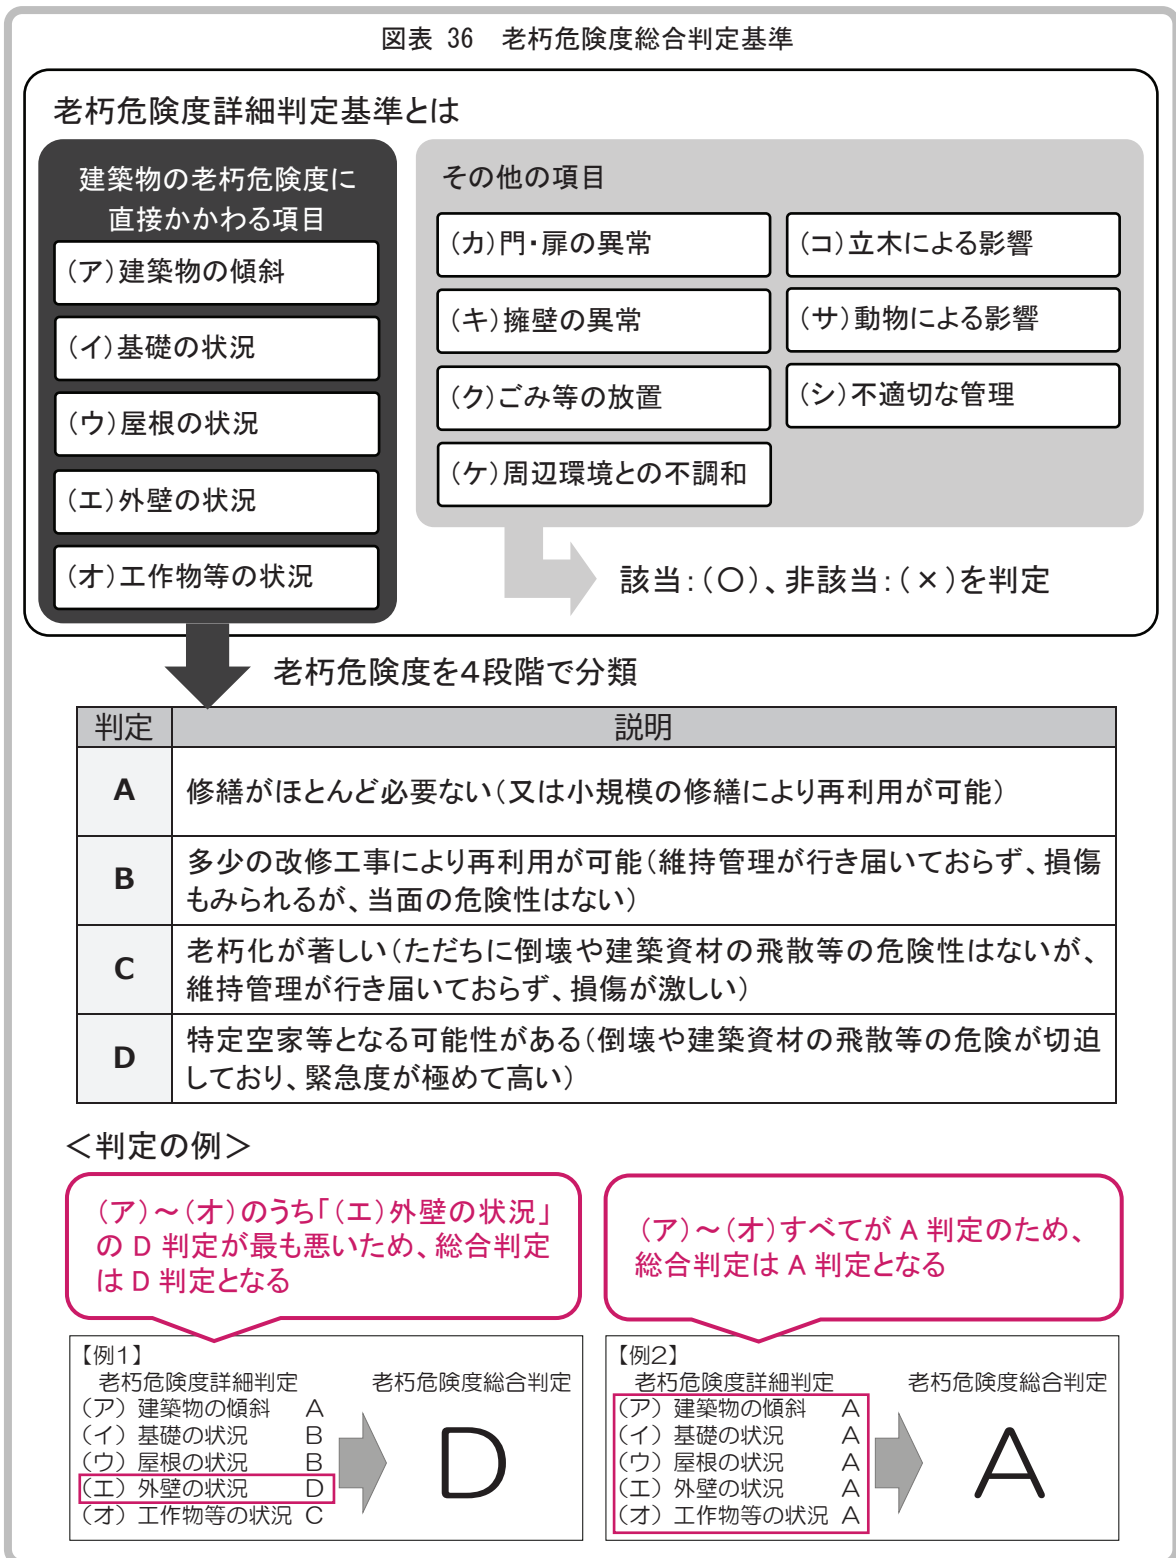 図表 36 老朽危険度総合判定基準
老朽危険度詳細判定基準とは
建築物の老朽危険度に
直接かかわる項目
(ア)建築物の傾斜
(イ)基礎の状況
(ウ)屋根の状況
(エ)外壁の状況
(オ)工作物等の状況
その他の項目
(カ)門・扉の異常
(キ)擁壁の異常
(ク)ごみ等の放置
(ケ)周辺環境との不調和
(コ)立木による影響
(サ)動物による影響
(シ)不適切な管理
該当:(○)、非該当:(×)を判定
老朽危険度を4段階で分類
判定 説明
A 修繕がほとんど必要ない(又は小規模の修繕により再利用が可能)
B 多少の改修工事により再利用が可能(維持管理が行き届いておらず、損傷
もみられるが、当面の危険性はない)
C 老朽化が著しい(ただちに倒壊や建築資材の飛散等の危険性はないが、
維持管理が行き届いておらず、損傷が激しい)
D 特定空家等となる可能性がある(倒壊や建築資材の飛散等の危険が切迫
しており、緊急度が極めて高い)
<判定の例>
(ア)~(オ)のうち「(エ)外壁の状況」
の D 判定が最も悪いため、総合判定
は D 判定となる
【例1】
老朽危険度詳細判定 老朽危険度総合判定
(ア) 建築物の傾斜 A
(イ) 基礎の状況 B
(ウ) 屋根の状況 B
(エ) 外壁の状況 D
(オ) 工作物等の状況 C
D
(ア)~(オ)すべてが A 判定のため、
総合判定は A 判定となる
【例2】
老朽危険度詳細判定 老朽危険度総合判定
(ア) 建築物の傾斜 A
(イ) 基礎の状況 A
(ウ) 屋根の状況 A
(エ) 外壁の状況 A
(オ) 工作物等の状況 A
A